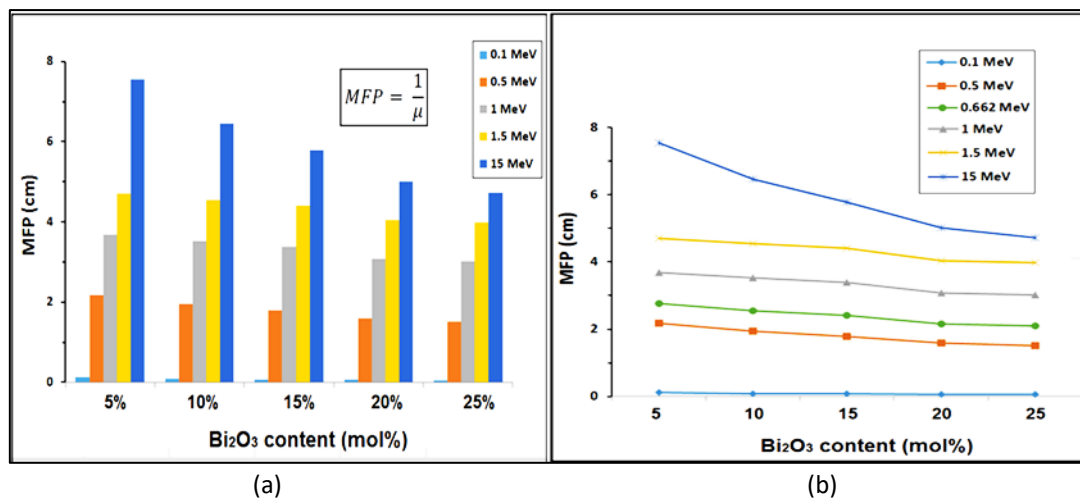 8
6
4
2
0
MFP (cm)
MFP = 1/μ
0.1 MeV
0.5 MeV
1 MeV
1.5 MeV
15 MeV
5% 10% 15% 20% 25%
Bi₂O₃ content (mol%)
(a)
0.1 MeV
0.5 MeV
0.662 MeV
1 MeV
1.5 MeV
15 MeV
8
6
4
2
0
MFP (cm)
5 10 15 20 25
Bi₂O₃ content (mol%)
(b)